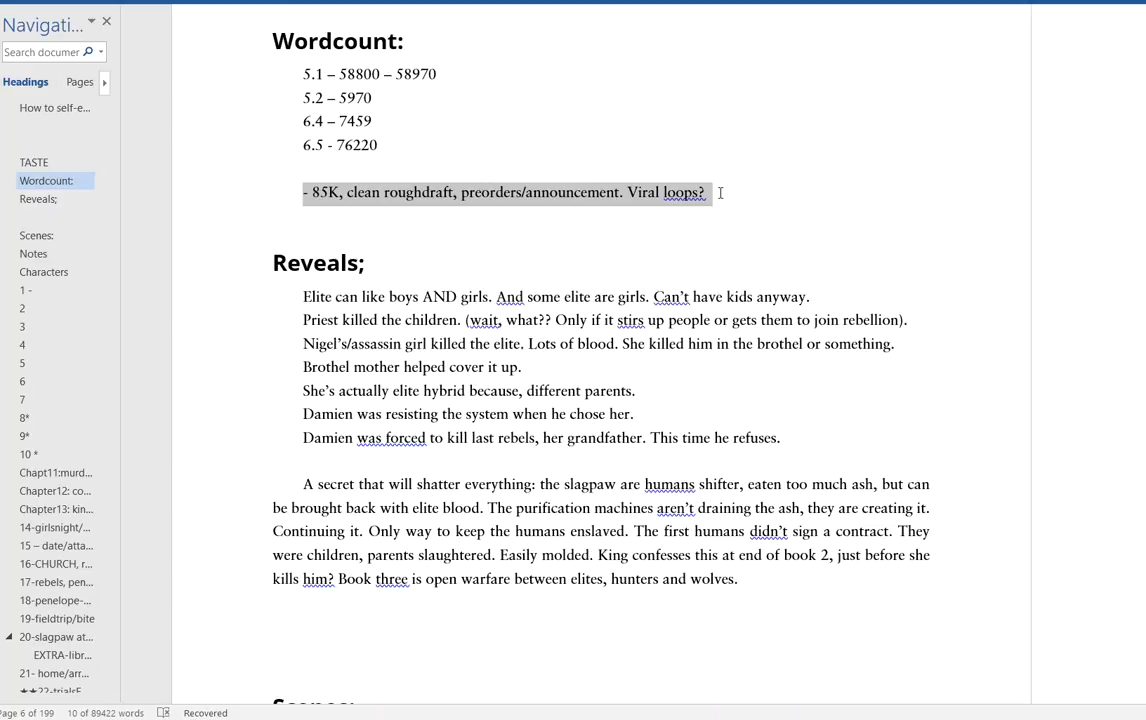 Navigati...
Search documer
Headings
Pages
How to self-e...
TASTE
Wordcount:
Reveals;
Scenes:
Notes
Characters
1 -
2
3
4
5
6
7
8*
9*
10 *
Chapt11:murd...
Chapter12: co...
Chapter13: kin...
14-girlsnight/...
15 – date/atta...
16-CHURCH, r...
17-rebels, pen...
18-penelope-...
19-fieldtrip/bite
20-slagpaw at...
EXTRA-libr...
21- home/arr...
★★22-trialsF
Wordcount:
5.1 – 58800 – 58970
5.2 – 5970
6.4 – 7459
6.5 - 76220
- 85K, clean roughdraft, preorders/announcement. Viral loops?
Reveals;
Elite can like boys AND girls. And some elite are girls. Can’t have kids anyway.
Priest killed the children. (wait, what?? Only if it stirs up people or gets them to join rebellion).
Nigel’s/assassin girl killed the elite. Lots of blood. She killed him in the brothel or something.
Brothel mother helped cover it up.
She’s actually elite hybrid because, different parents.
Damien was resisting the system when he chose her.
Damien was forced to kill last rebels, her grandfather. This time he refuses.
A secret that will shatter everything: the slagpaw are humans shifter, eaten too much ash, but can
be brought back with elite blood. The purification machines aren’t draining the ash, they are creating it.
Continuing it. Only way to keep the humans enslaved. The first humans didn’t sign a contract. They
were children, parents slaughtered. Easily molded. King confesses this at end of book 2, just before she
kills him? Book three is open warfare between elites, hunters and wolves.
Scenes:
Page 6 of 199
10 of 89422 words
Recovered